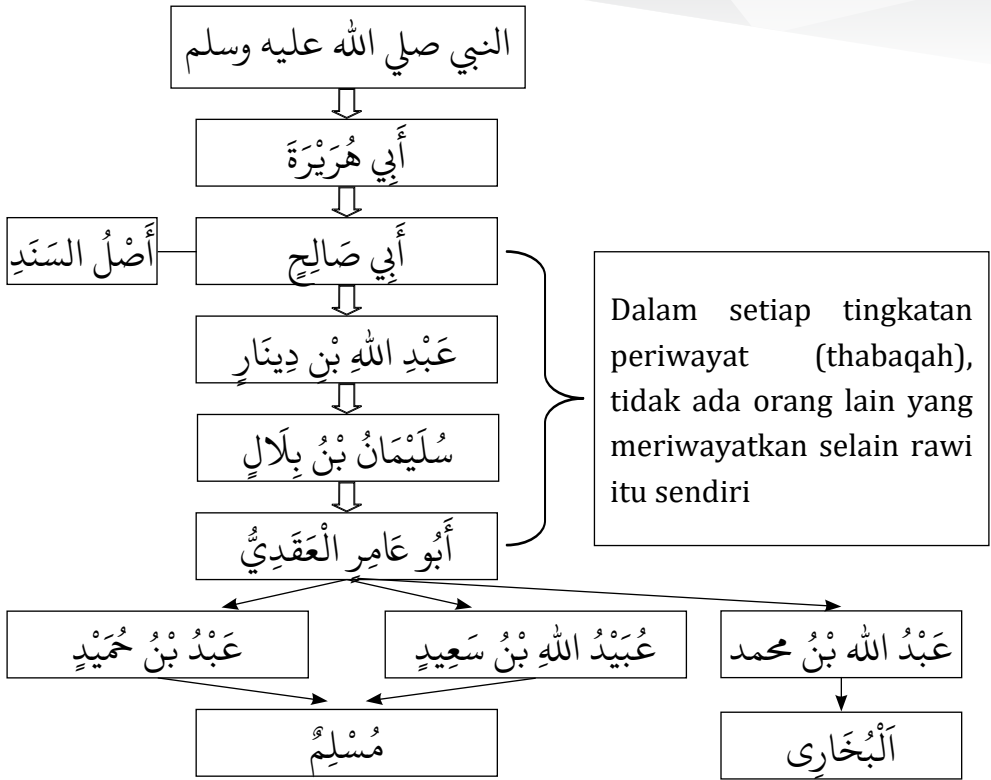 النبي صلي الله عليه وسلم
أَبِي هُرَيْرَةَ
أَصْلُ السَنَدِ
أَبِي صَالِحٍ
عَبْدِ اللهِ بْنِ دِينَارٍ
سُلَيْمَانُ بْنُ بِلَالٍ
أَبُو عَامِرِ الْعَقَدِيُّ
Dalam setiap tingkatan
periwayat (thabaqah),
tidak ada orang lain yang
meriwayatkan selain rawi
itu sendiri
عَبْدُ الله بْنُ محمد
عُبَيْدُ اللهِ بْنُ سَعِيدٍ
عَبْدُ بْنُ حُمَيْدٍ
اَلْبُخَارِى
مُسْلِمٌ